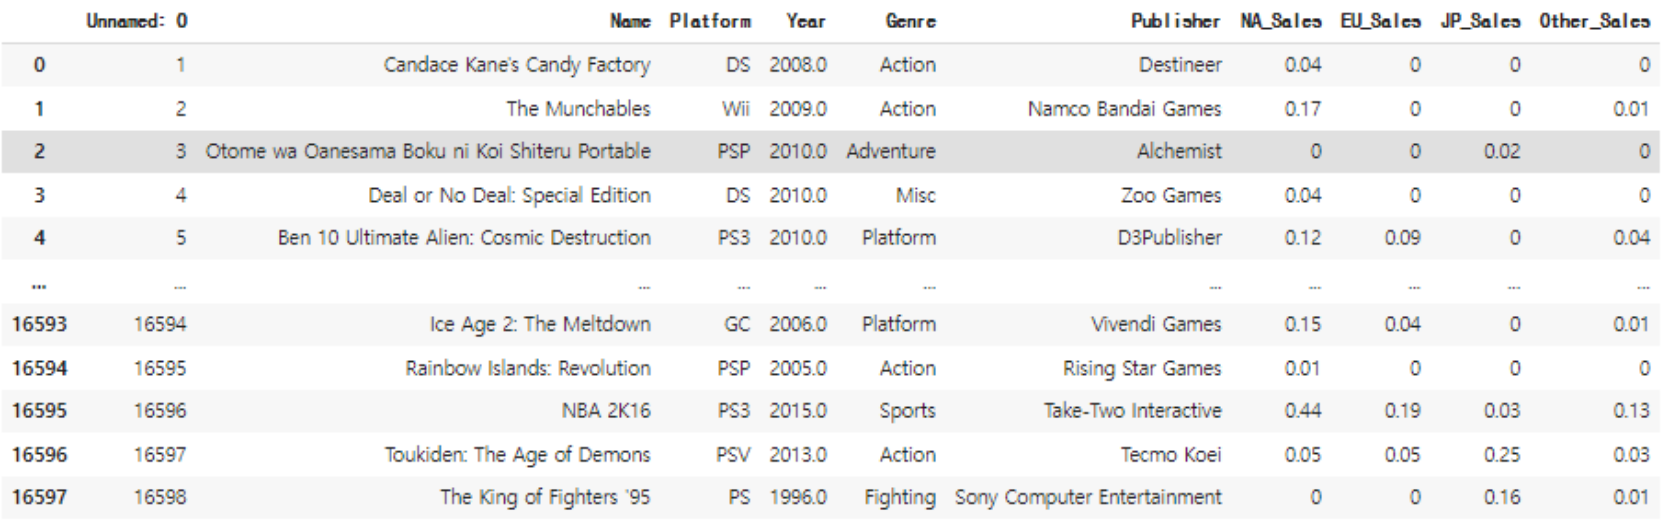 Unnamed: 0 Name Platform Year Genre Publisher NA_Sales EU_Sales JP_Sales Other_Sales
0 1 Candace Kane's Candy Factory DS 2008.0 Action Destineer 0.04 0 0 0
1 2 The Munchables Wii 2009.0 Action Namco Bandai Games 0.17 0 0 0.01
2 3 Otome wa Oanesama Boku ni Koi Shiteru Portable PSP 2010.0 Adventure Alchemist 0 0 0.02 0
3 4 Deal or No Deal: Special Edition DS 2010.0 Misc Zoo Games 0.04 0 0 0
4 5 Ben 10 Ultimate Alien: Cosmic Destruction PS3 2010.0 Platform D3Publisher 0.12 0.09 0 0.04
... ... ... ... ... ... ... ... ... ... ...
16593 16594 Ice Age 2: The Meltdown GC 2006.0 Platform Vivendi Games 0.15 0.04 0 0.01
16594 16595 Rainbow Islands: Revolution PSP 2005.0 Action Rising Star Games 0.01 0 0 0
16595 16596 NBA 2K16 PS3 2015.0 Sports Take-Two Interactive 0.44 0.19 0.03 0.13
16596 16597 Toukiden: The Age of Demons PSV 2013.0 Action Tecmo Koei 0.05 0.05 0.25 0.03
16597 16598 The King of Fighters '95 PS 1996.0 Fighting Sony Computer Entertainment 0 0 0.16 0.01